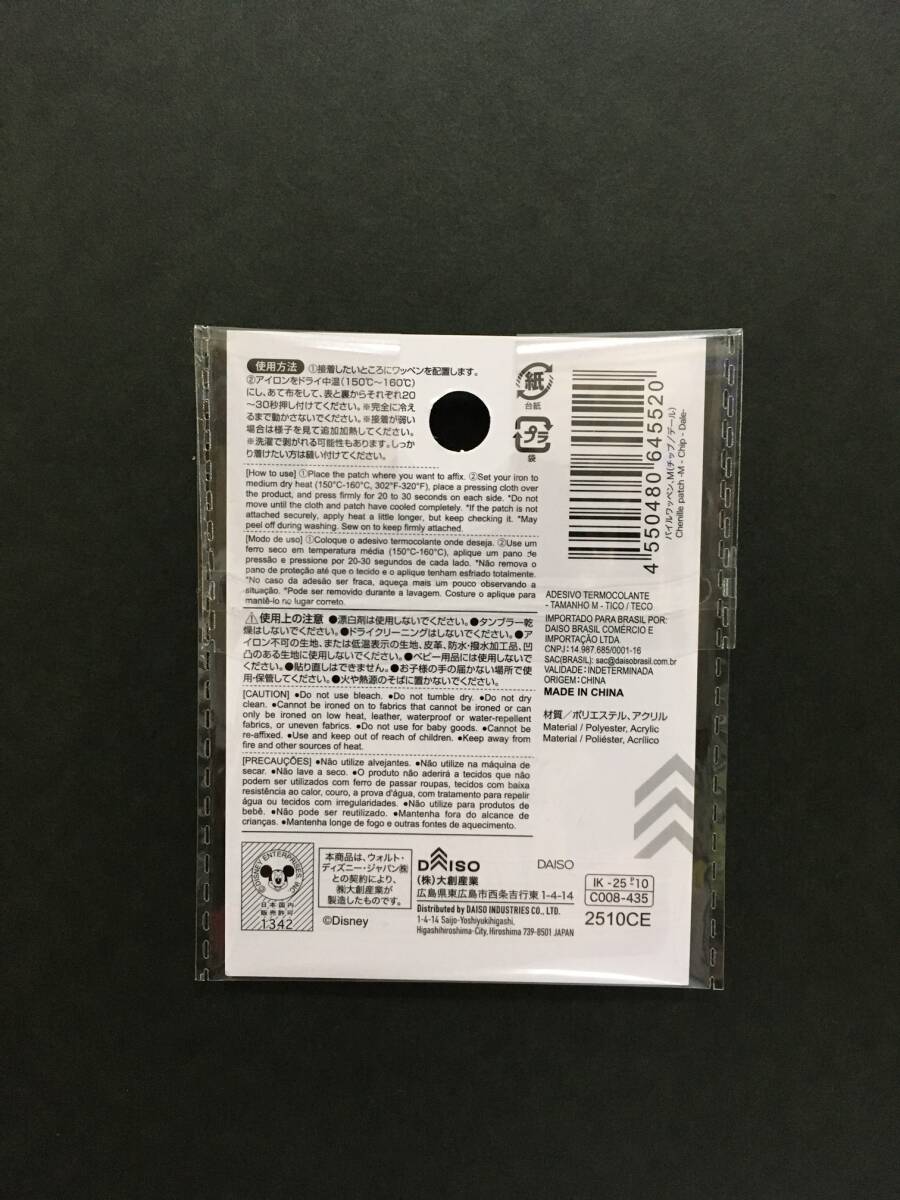 使用方法 ①接着したいところにワッペンを配置します。
②アイロンをドライ中温(150℃〜160℃)
にし、あて布をして、表と裏からそれぞれ20
〜30秒押し付けてください。※完全に冷え
るまで動かさないでください。※接着が弱い
場合は様子を見て追加加熱してください。
※洗濯で剥がれる可能性もあります。しっか
り着けたい方は縫い付けてください。
[How to use] ①Place the patch where you want to affix. ②Set your iron to
medium dry heat (150°C-160°C, 302°F-320°F), place a pressing cloth over
the product, and press firmly for 20 to 30 seconds on each side. *Do not
move until the cloth and patch have cooled completely. *If the patch is not
attached securely, apply heat a little longer, but keep checking it. *May
peel off during washing. Sew on to keep firmly attached.
[Modo de uso] ①Coloque o adesivo termocolante onde deseja. ②Use um
ferro seco em temperatura média (150°C-160°C), aplique um pano de
pressão e pressione por 20-30 segundos de cada lado. *Não remova o
pano de proteção até que o tecido e o aplique tenham esfriado totalmente.
*No caso da adesão ser fraca, aqueça mais um pouco observando a
situação. *Pode ser removido durante a lavagem. Costure o aplique para
mantê-lo no lugar correto.
⚠使用上の注意 ●漂白剤は使用しないでください。●タンブラー乾
燥はしないでください。●ドライクリーニングはしないでください。●ア
イロン不可の生地、または低温表示の生地、皮革、防水・撥水加工品、凹
凸のある生地に使用しないでください。●ベビー用品には使用しないで
ください。●貼り直しはできません。●お子様の手の届かない場所で使
用・保管してください。●火や熱源のそばに置かないでください。
[CAUTION] ●Do not use bleach. ●Do not tumble dry. ●Do not dry
clean. ●Cannot be ironed on to fabrics that cannot be ironed or can
only be ironed on low heat, leather, waterproof or water-repellent
fabrics, or uneven fabrics. ●Do not use for baby goods. ●Cannot be
re-affixed. ●Use and keep out of reach of children. ●Keep away from
fire and other sources of heat.
[PRECAUÇÕES] ●Não utilize alvejantes. ●Não utilize na máquina de
secar. ●Não lave a seco. ●O produto não aderirá a tecidos que não
podem ser utilizados com ferro de passar roupas, tecidos com baixa
resistência ao calor, couro, a prova d'água, com tratamento para repelir
água ou tecidos com irregularidades. ●Não utilize para produtos de
bebê. ●Não pode ser reutilizado. ●Mantenha fora do alcance de
crianças. ●Mantenha longe de fogo e outras fontes de aquecimento.
紙
台紙
プラ
袋
4 550480 645520
パイルワッペン、M(チップ/デール)
Chenille patch -M - Chip - Dale-
ADESIVO TERMOCOLANTE
- TAMANHO M - TICO / TECO
IMPORTADO PARA BRASIL POR:
DAISO BRASIL COMÉRCIO E
IMPORTAÇÃO LTDA
CNPJ: 14.987.685/0001-16
SAC(BRASIL): sac@daisobrasil.com.br
VALIDADE: INDETERMINADA
ORIGEM: CHINA
MADE IN CHINA
材質/ポリエステル、アクリル
Material / Polyester, Acrylic
Material / Poliéster, Acrílico
©DISNEY ENTERPRISES INC
日本国内
販売許可
1342
本商品は、ウォルト・
ディズニー・ジャパン㈱
との契約により、
㈱大創産業が
製造したものです。
©Disney
DAISO
(株)大創産業
広島県東広島市西条吉行東1-4-14
Distributed by DAISO INDUSTRIES CO., LTD.
1-4-14 Saijo-Yoshiyukihigashi,
Higashihiroshima-City, Hiroshima 739-8501 JAPAN
DAISO
IK -25 P10
C008-435
2510CE